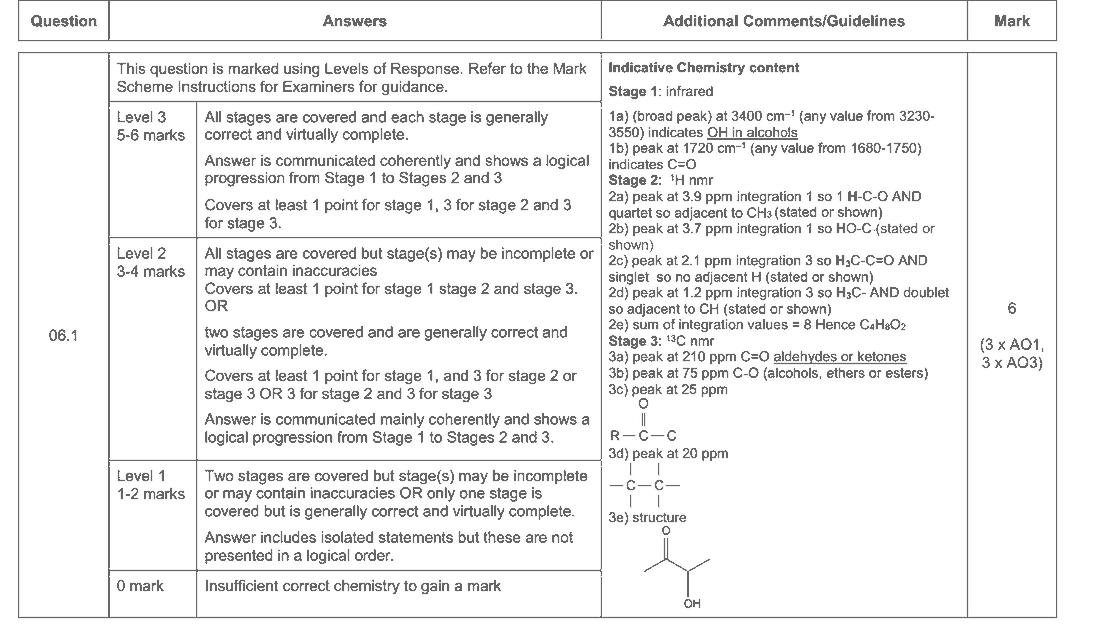 Question Answers Additional Comments/Guidelines Mark
06.1
This question is marked using Levels of Response. Refer to the Mark
Scheme Instructions for Examiners for guidance.
Level 3
5-6 marks
All stages are covered and each stage is generally
correct and virtually complete.
Answer is communicated coherently and shows a logical
progression from Stage 1 to Stages 2 and 3
Covers at least 1 point for stage 1, 3 for stage 2 and 3
for stage 3.
Level 2
3-4 marks
All stages are covered but stage(s) may be incomplete or
may contain inaccuracies
Covers at least 1 point for stage 1 stage 2 and stage 3.
OR
two stages are covered and are generally correct and
virtually complete.
Covers at least 1 point for stage 1, and 3 for stage 2 or
stage 3 OR 3 for stage 2 and 3 for stage 3
Answer is communicated mainly coherently and shows a
logical progression from Stage 1 to Stages 2 and 3.
Level 1
1-2 marks
Two stages are covered but stage(s) may be incomplete
or may contain inaccuracies OR only one stage is
covered but is generally correct and virtually complete.
Answer includes isolated statements but these are not
presented in a logical order.
0 mark
Insufficient correct chemistry to gain a mark
Indicative Chemistry content
Stage 1: infrared
1a) (broad peak) at 3400 cm⁻¹ (any value from 3230-
3550) indicates OH in alcohols
1b) peak at 1720 cm⁻¹ (any value from 1680-1750)
indicates C=O
Stage 2: ¹H nmr
2a) peak at 3.9 ppm integration 1 so 1 H-C-O AND
quartet so adjacent to CH₃ (stated or shown)
2b) peak at 3.7 ppm integration 1 so HO-C (stated or
shown)
2c) peak at 2.1 ppm integration 3 so H₃C-C=O AND
singlet so no adjacent H (stated or shown)
2d) peak at 1.2 ppm integration 3 so H₃C- AND doublet
so adjacent to CH (stated or shown)
2e) sum of integration values = 8 Hence C₄H₈O₂
Stage 3: ¹³C nmr
3a) peak at 210 ppm C=O aldehydes or ketones
3b) peak at 75 ppm C-O (alcohols, ethers or esters)
3c) peak at 25 ppm
O
R—C—C
3d) peak at 20 ppm
—C—C—
3e) structure
O
OH
6
(3 x AO1,
3 x AO3)